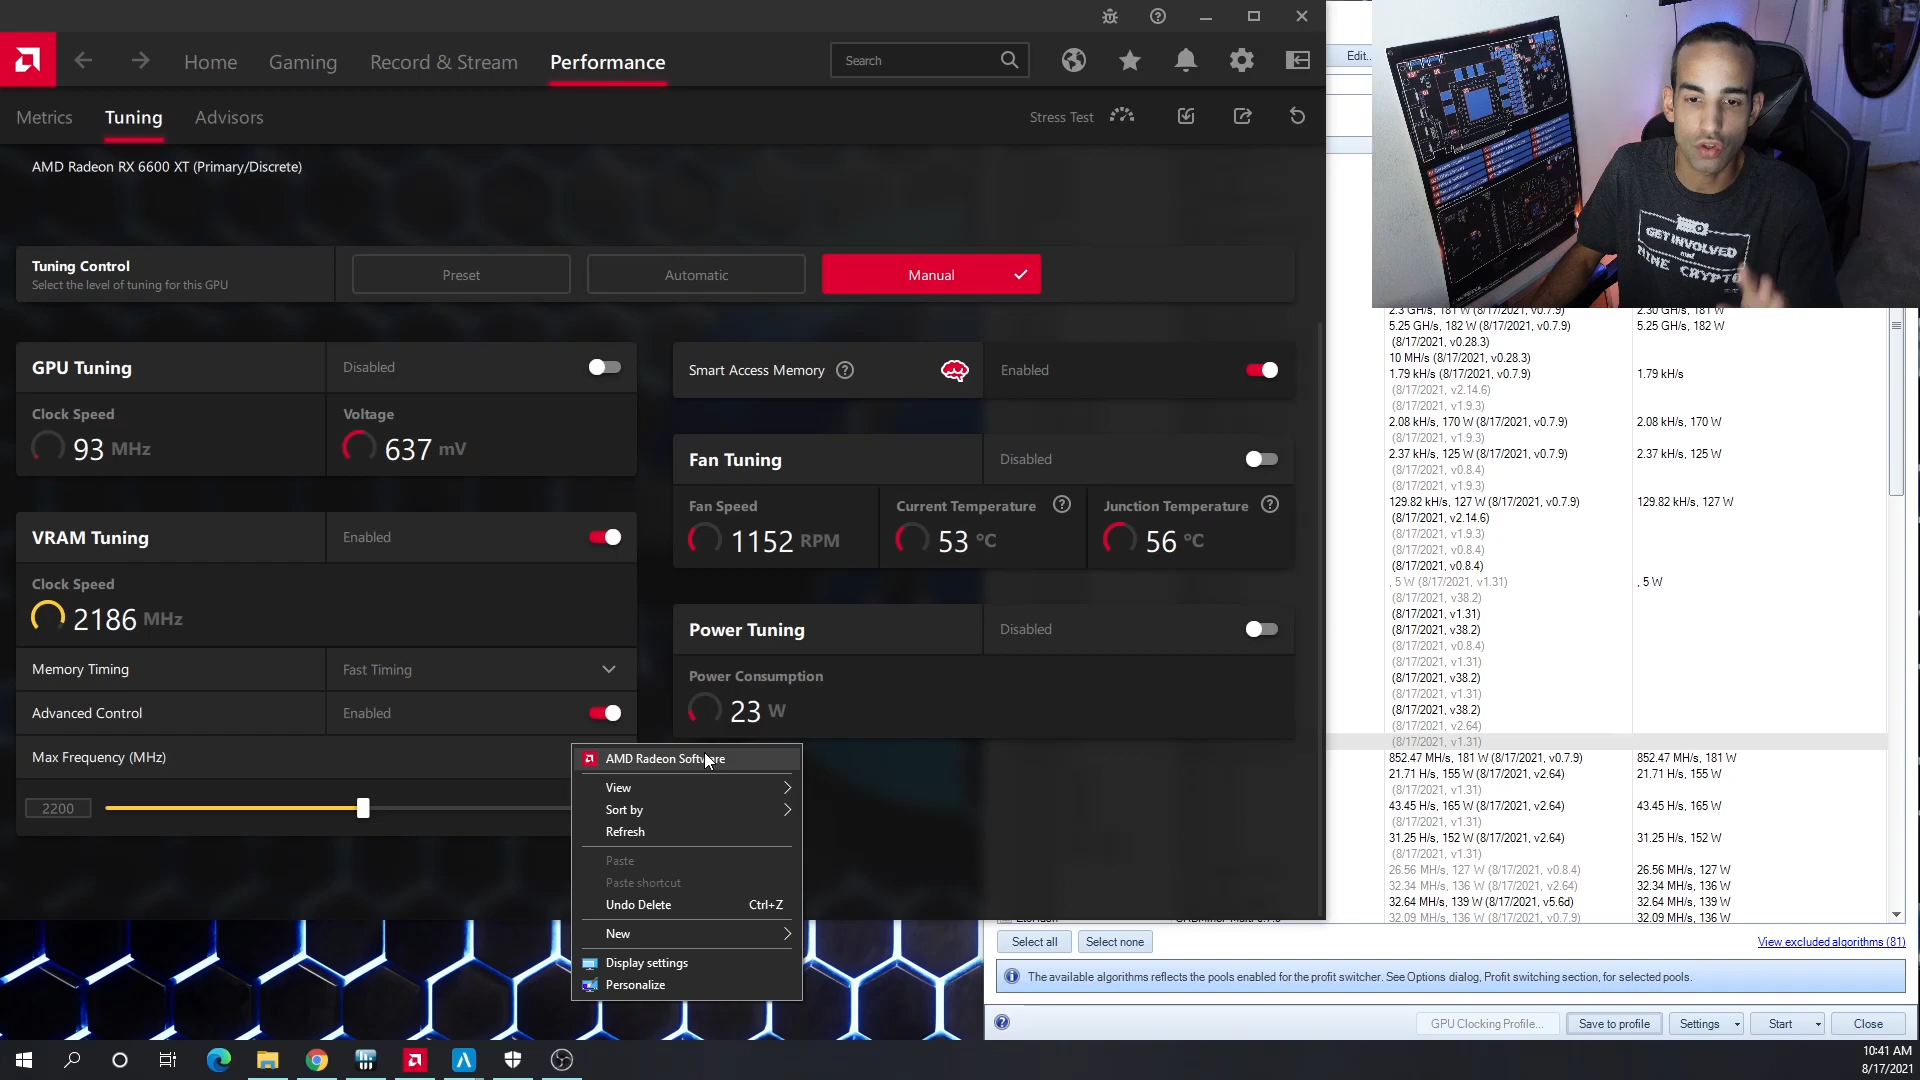 Home
Gaming
Record & Stream
Performance
Search
Metrics
Tuning
Advisors
Stress Test
AMD Radeon RX 6600 XT (Primary/Discrete)
Tuning Control
Select the level of tuning for this GPU
Preset
Automatic
Manual
GPU Tuning
Disabled
Clock Speed
93 MHz
Voltage
637 mV
VRAM Tuning
Enabled
Clock Speed
2186 MHz
Memory Timing
Fast Timing
Advanced Control
Enabled
Max Frequency (MHz)
2200
Smart Access Memory
Enabled
Fan Tuning
Disabled
Fan Speed
1152 RPM
Current Temperature
53 °C
Junction Temperature
56 °C
Power Tuning
Disabled
Power Consumption
23 W
AMD Radeon Software
View
Sort by
Refresh
Paste
Paste shortcut
Undo Delete Ctrl+Z
New
Display settings
Personalize
Edit..
GET INVOLVED
and
MINE CRYPTO
2.3 GH/s, 181 W (8/17/2021, v0.7.9) 2.30 GH/s, 181 W
5.25 GH/s, 182 W (8/17/2021, v0.7.9) 5.25 GH/s, 182 W
(8/17/2021, v0.28.3)
10 MH/s (8/17/2021, v0.28.3)
1.79 kH/s (8/17/2021, v0.7.9) 1.79 kH/s
(8/17/2021, v2.14.6)
(8/17/2021, v1.9.3)
2.08 kH/s, 170 W (8/17/2021, v0.7.9) 2.08 kH/s, 170 W
(8/17/2021, v1.9.3)
2.37 kH/s, 125 W (8/17/2021, v0.7.9) 2.37 kH/s, 125 W
(8/17/2021, v0.8.4)
(8/17/2021, v1.9.3)
129.82 kH/s, 127 W (8/17/2021, v0.7.9) 129.82 kH/s, 127 W
(8/17/2021, v2.14.6)
(8/17/2021, v1.9.3)
(8/17/2021, v0.8.4)
(8/17/2021, v0.8.4)
, 5 W (8/17/2021, v1.31) , 5 W
(8/17/2021, v38.2)
(8/17/2021, v1.31)
(8/17/2021, v38.2)
(8/17/2021, v0.8.4)
(8/17/2021, v1.31)
(8/17/2021, v38.2)
(8/17/2021, v1.31)
(8/17/2021, v38.2)
(8/17/2021, v2.64)
(8/17/2021, v1.31)
852.47 MH/s, 181 W (8/17/2021, v0.7.9) 852.47 MH/s, 181 W
21.71 H/s, 155 W (8/17/2021, v2.64) 21.71 H/s, 155 W
(8/17/2021, v1.31)
43.45 H/s, 165 W (8/17/2021, v2.64) 43.45 H/s, 165 W
(8/17/2021, v1.31)
31.25 H/s, 152 W (8/17/2021, v2.64) 31.25 H/s, 152 W
(8/17/2021, v1.31)
26.56 MH/s, 127 W (8/17/2021, v0.8.4) 26.56 MH/s, 127 W
32.34 MH/s, 136 W (8/17/2021, v2.64) 32.34 MH/s, 136 W
32.64 MH/s, 139 W (8/17/2021, v5.6d) 32.64 MH/s, 139 W
32.09 MH/s, 136 W (8/17/2021, v0.7.9) 32.09 MH/s, 136 W
Select all
Select none
View excluded algorithms (81)
The available algorithms reflects the pools enabled for the profit switcher. See Options dialog, Profit switching section, for selected pools.
GPU Clocking Profile...
Save to profile
Settings
Start
Close
10:41 AM
8/17/2021